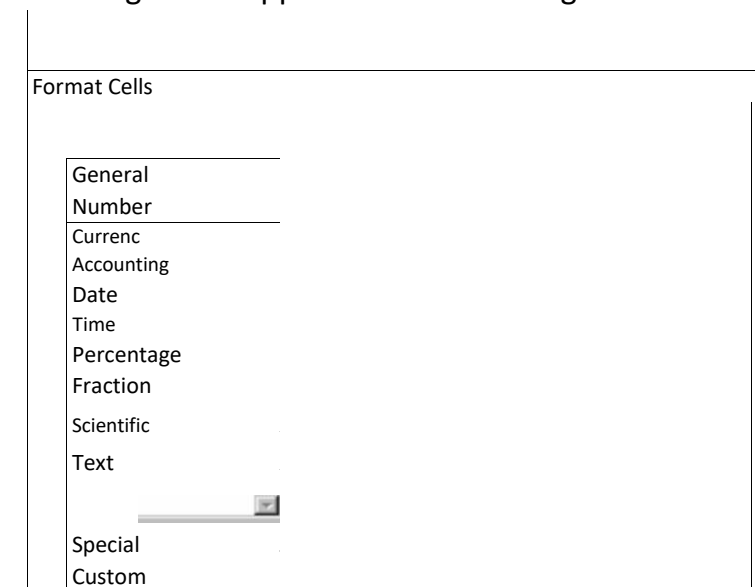 Format Cells
General
Number
Currenc
Accounting
Date
Time
Percentage
Fraction
Scientific
Text
Special
Custom